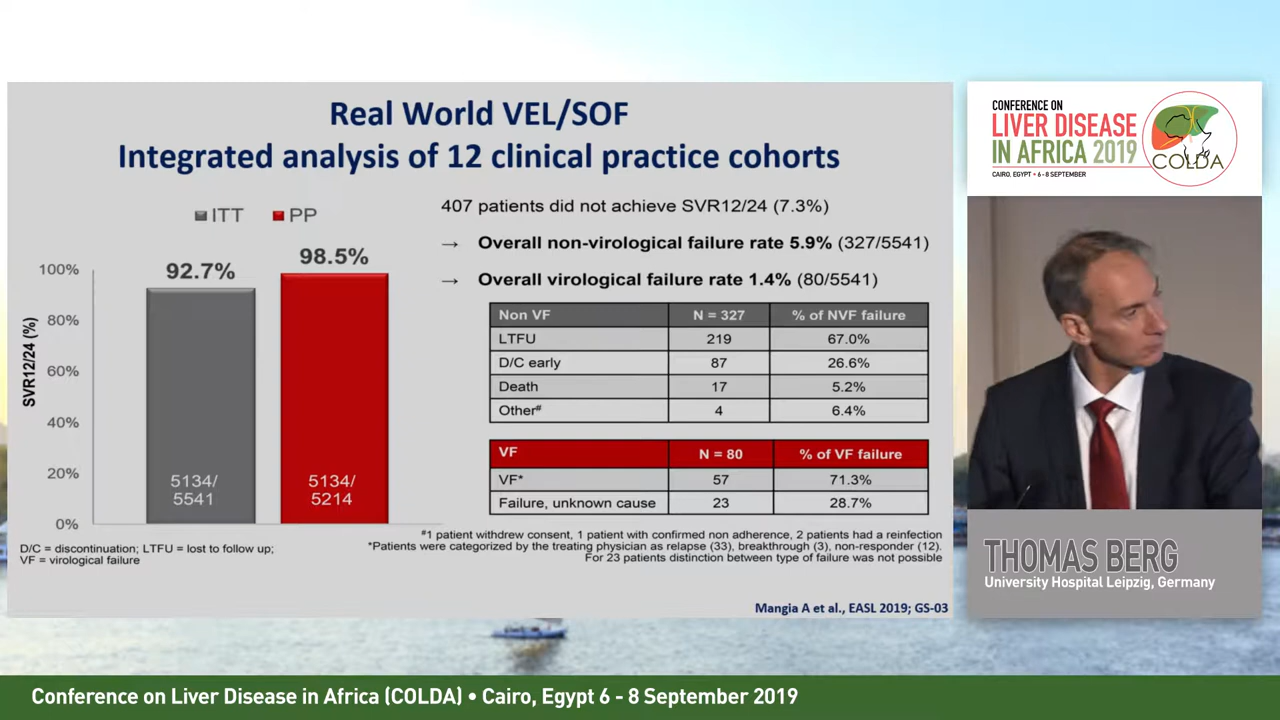 Real World VEL/SOF
Integrated analysis of 12 clinical practice cohorts
ITT PP
92.7%
98.5%
100%
80%
60%
40%
20%
0%
SVR12/24 (%)
5134/
5541
5134/
5214
407 patients did not achieve SVR12/24 (7.3%)
→ Overall non-virological failure rate 5.9% (327/5541)
→ Overall virological failure rate 1.4% (80/5541)
Non VF N = 327 % of NVF failure
LTFU 219 67.0%
D/C early 87 26.6%
Death 17 5.2%
Other# 4 6.4%
VF N = 80 % of VF failure
VF* 57 71.3%
Failure, unknown cause 23 28.7%
#1 patient withdrew consent, 1 patient with confirmed non adherence, 2 patients had a reinfection
*Patients were categorized by the treating physician as relapse (33), breakthrough (3), non-responder (12).
For 23 patients distinction between type of failure was not possible
D/C = discontinuation; LTFU = lost to follow up;
VF = virological failure
Mangia A et al., EASL 2019; GS-03
CONFERENCE ON
LIVER DISEASE
IN AFRICA 2019
CAIRO, EGYPT • 6 - 8 SEPTEMBER
COLDA
THOMAS BERG
University Hospital Leipzig, Germany
Conference on Liver Disease in Africa (COLDA) • Cairo, Egypt 6 - 8 September 2019